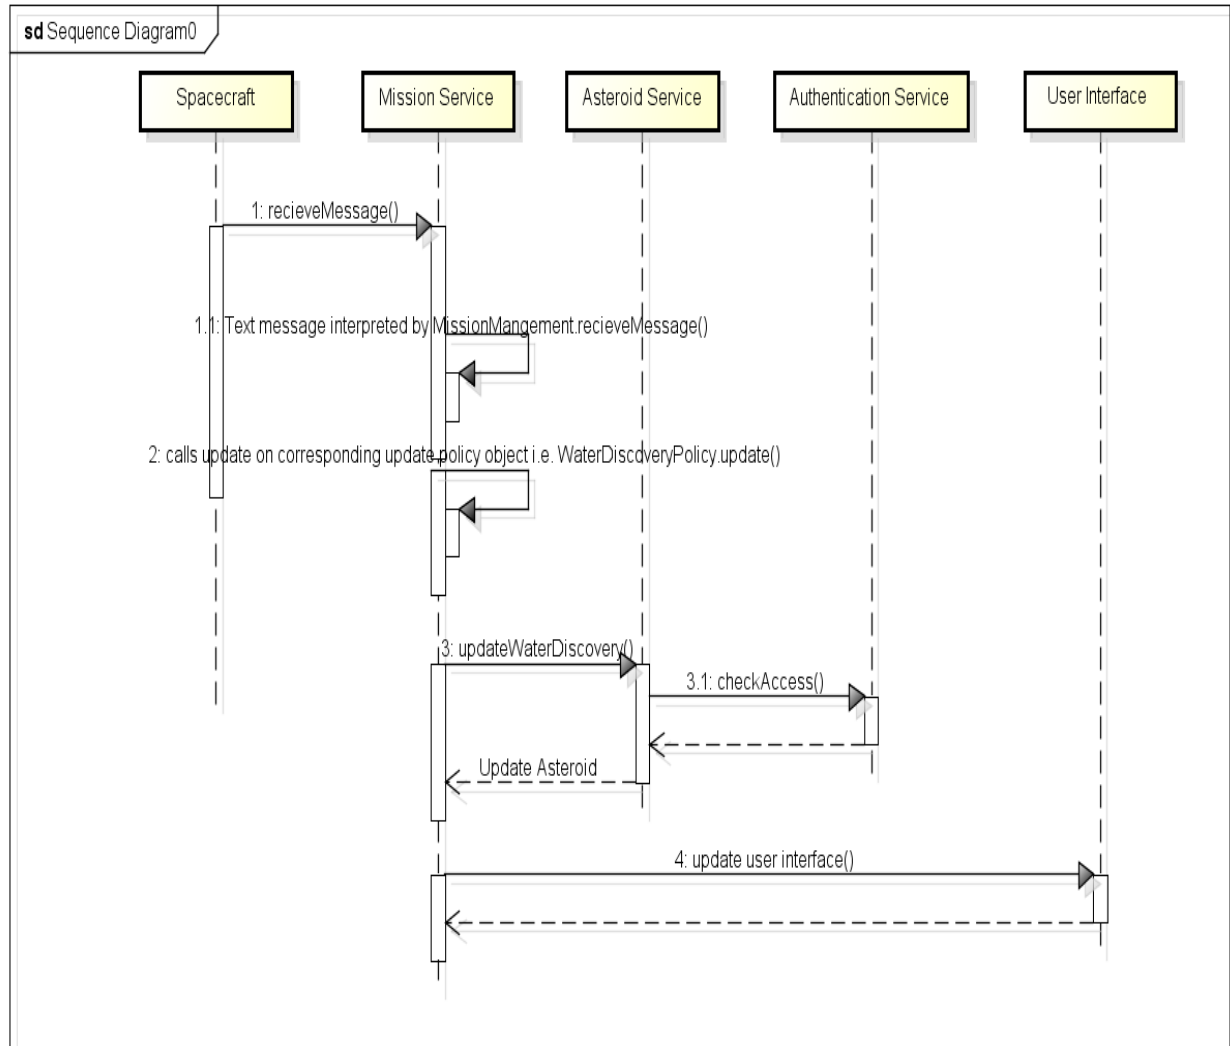 sd Sequence Diagram0
Spacecraft
Mission Service
Asteroid Service
Authentication Service
User Interface
1: recieveMessage()
1.1: Text message interpreted by MissionMangement.recieveMessage()
2: calls update on corresponding update policy object i.e. WaterDiscoveryPolicy.update()
3: updateWaterDiscovery()
3.1: checkAccess()
Update Asteroid
4: update user interface()